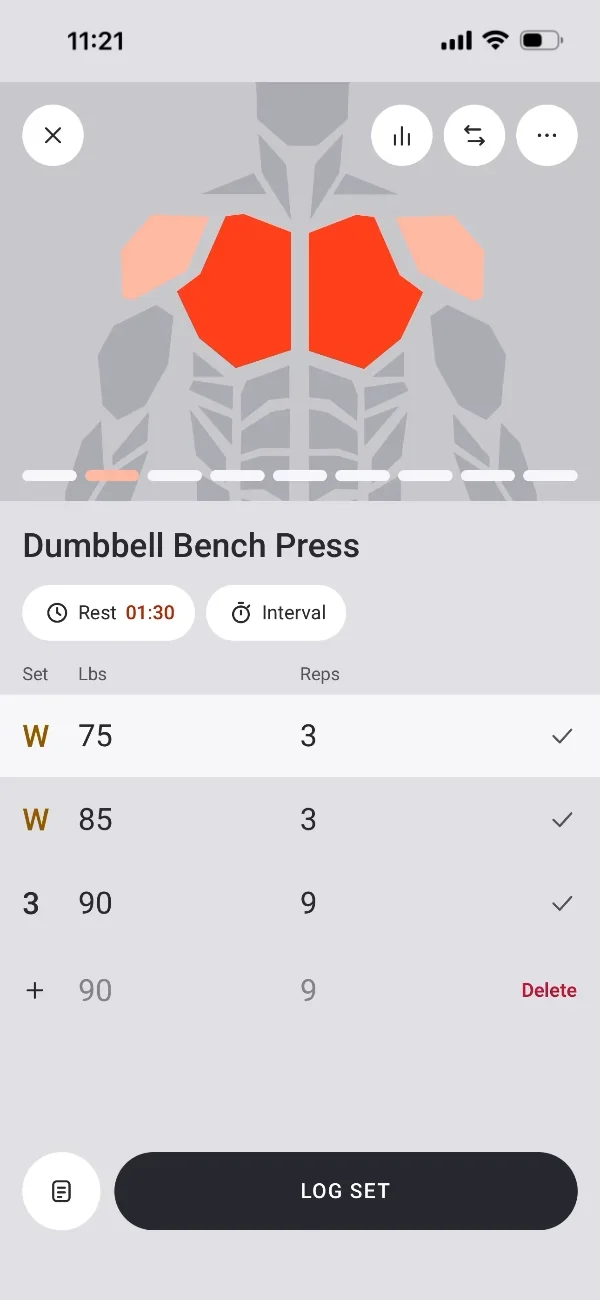 11:21
Dumbbell Bench Press
Rest 01:30 Interval
Set Lbs Reps
W 75 3
W 85 3
3 90 9
+ 90 9 Delete
LOG SET